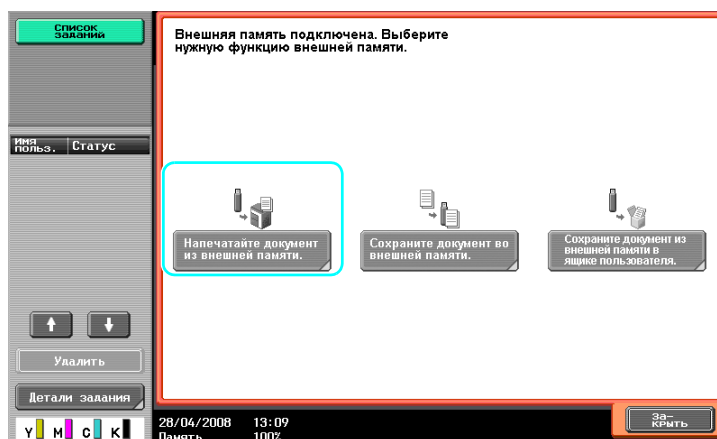 Список
заданий
Внешняя память подключена. Выберите
нужную функцию внешней памяти.
Имя
польз.
Статус
Напечатайте документ
из внешней памяти.
Сохраните документ во
внешней памяти.
Сохраните документ из
внешней памяти в
ящике пользователя.
Удалить
Детали задания
Y M C K
28/04/2008 13:09
Память 100%
За-
крыть